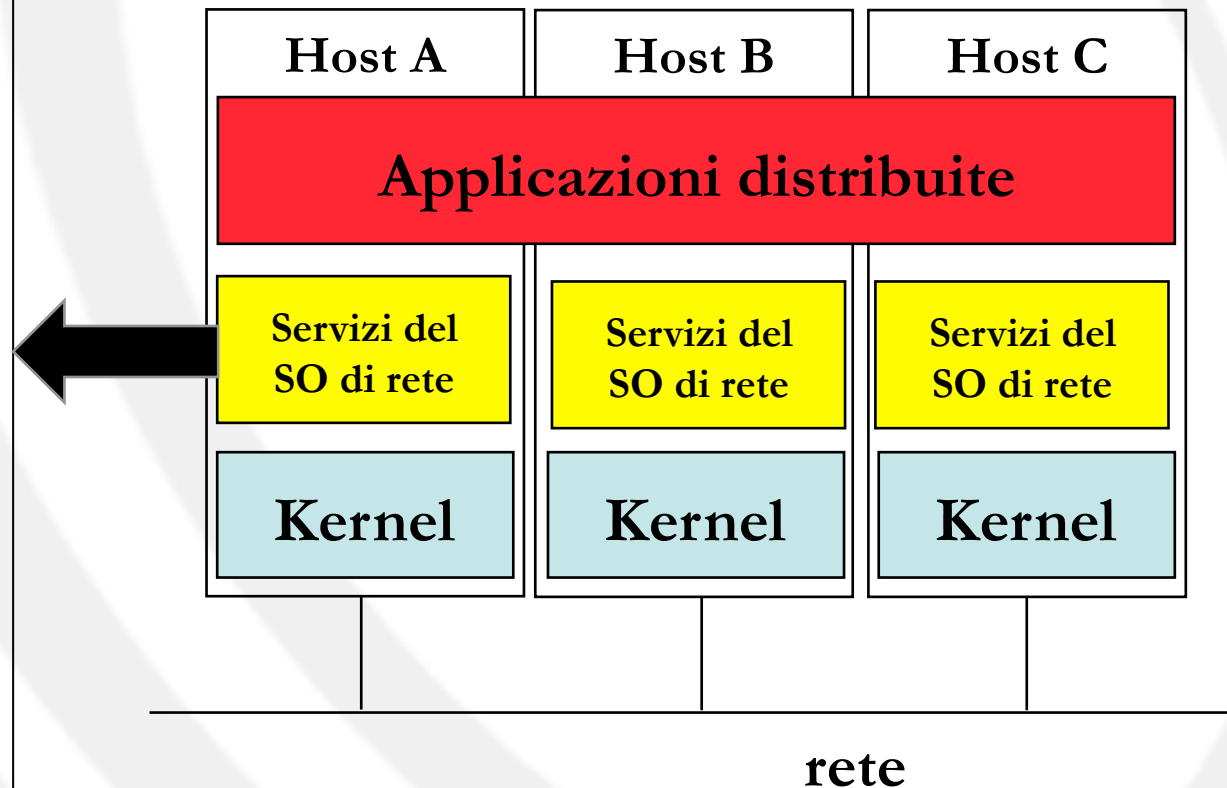 Host A
Host B
Host C
Applicazioni distribuite
Servizi del
SO di rete
Servizi del
SO di rete
Servizi del
SO di rete
Kernel
Kernel
Kernel
rete